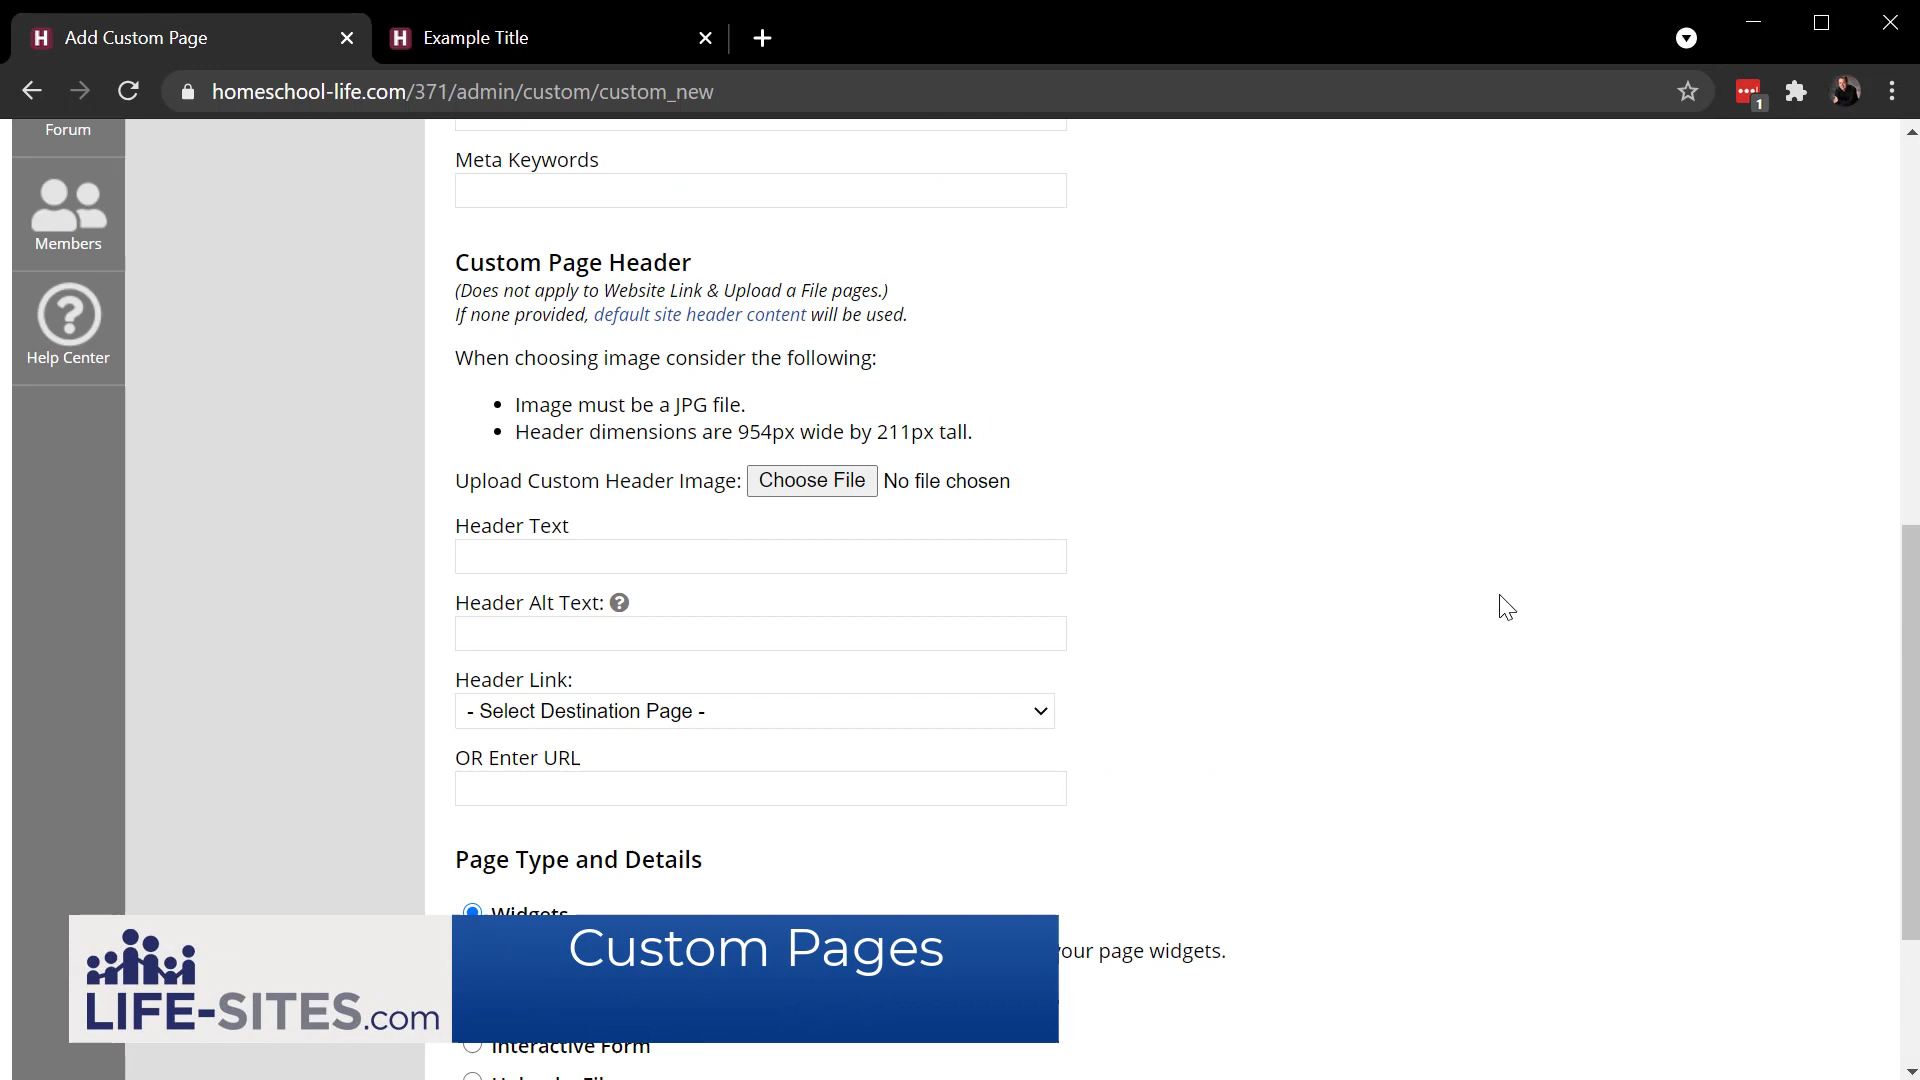 Add Custom Page
Example Title
homeschool-life.com/371/admin/custom/custom_new
1
Forum
Members
Help Center
Meta Keywords
Custom Page Header
(Does not apply to Website Link & Upload a File pages.)
If none provided, default site header content will be used.
When choosing image consider the following:
• Image must be a JPG file.
• Header dimensions are 954px wide by 211px tall.
Upload Custom Header Image: Choose File No file chosen
Header Text
Header Alt Text:
Header Link:
- Select Destination Page -
OR Enter URL
Page Type and Details
Widgets
your page widgets.
Custom Pages
LIFE-SITES.com
Interactive Form